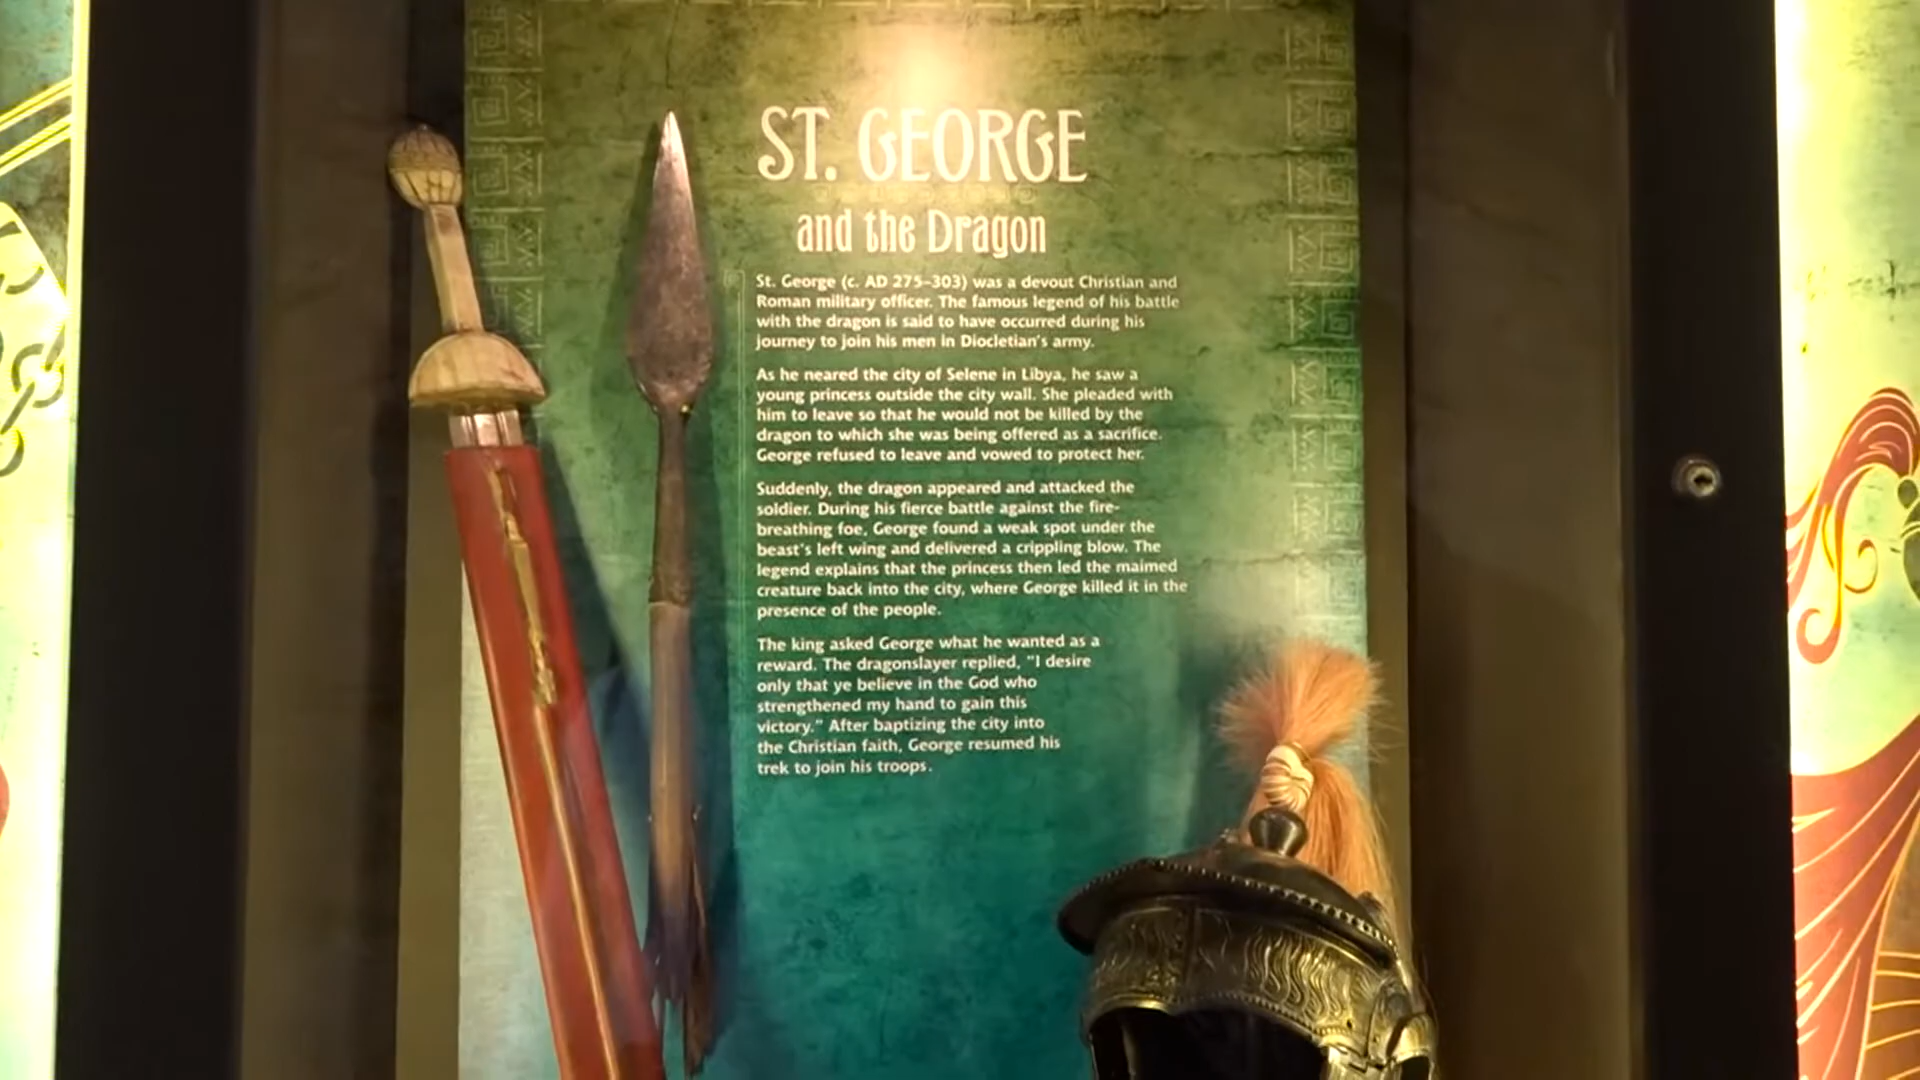 ST. GEORGE
and the Dragon
St. George (c. AD 275–303) was a devout Christian and
Roman military officer. The famous legend of his battle
with the dragon is said to have occurred during his
journey to join his men in Diocletian's army.
As he neared the city of Selene in Libya, he saw a
young princess outside the city wall. She pleaded with
him to leave so that he would not be killed by the
dragon to which she was being offered as a sacrifice.
George refused to leave and vowed to protect her.
Suddenly, the dragon appeared and attacked the
soldier. During his fierce battle against the fire-
breathing foe, George found a weak spot under the
beast's left wing and delivered a crippling blow. The
legend explains that the princess then led the maimed
creature back into the city, where George killed it in the
presence of the people.
The king asked George what he wanted as a
reward. The dragonslayer replied, "I desire
only that ye believe in the God who
strengthened my hand to gain this
victory." After baptizing the city into
the Christian faith, George resumed his
trek to join his troops.